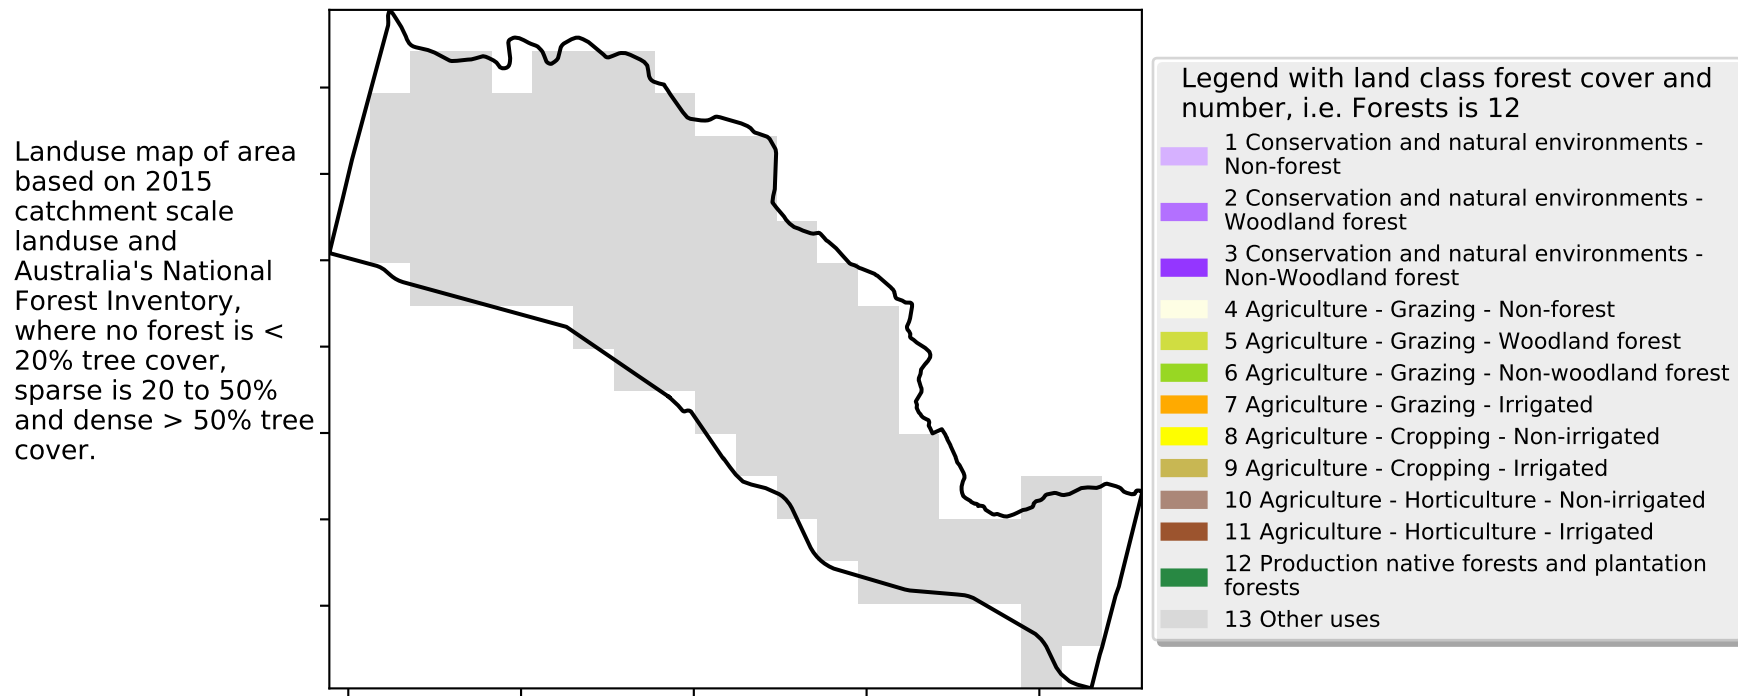 Landuse map of area
based on 2015
catchment scale
landuse and
Australia's National
Forest Inventory,
where no forest is <
20% tree cover,
sparse is 20 to 50%
and dense > 50% tree
cover.
Legend with land class forest cover and
number, i.e. Forests is 12
1 Conservation and natural environments -
Non-forest
2 Conservation and natural environments -
Woodland forest
3 Conservation and natural environments -
Non-Woodland forest
4 Agriculture - Grazing - Non-forest
5 Agriculture - Grazing - Woodland forest
6 Agriculture - Grazing - Non-woodland forest
7 Agriculture - Grazing - Irrigated
8 Agriculture - Cropping - Non-irrigated
9 Agriculture - Cropping - Irrigated
10 Agriculture - Horticulture - Non-irrigated
11 Agriculture - Horticulture - Irrigated
12 Production native forests and plantation
forests
13 Other uses